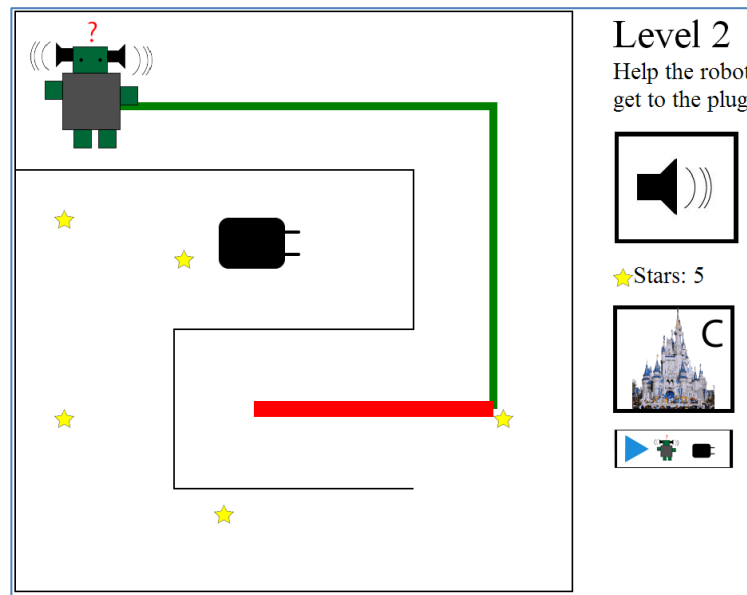 ?
Level 2
Help the robot
get to the plug
Stars: 5
C